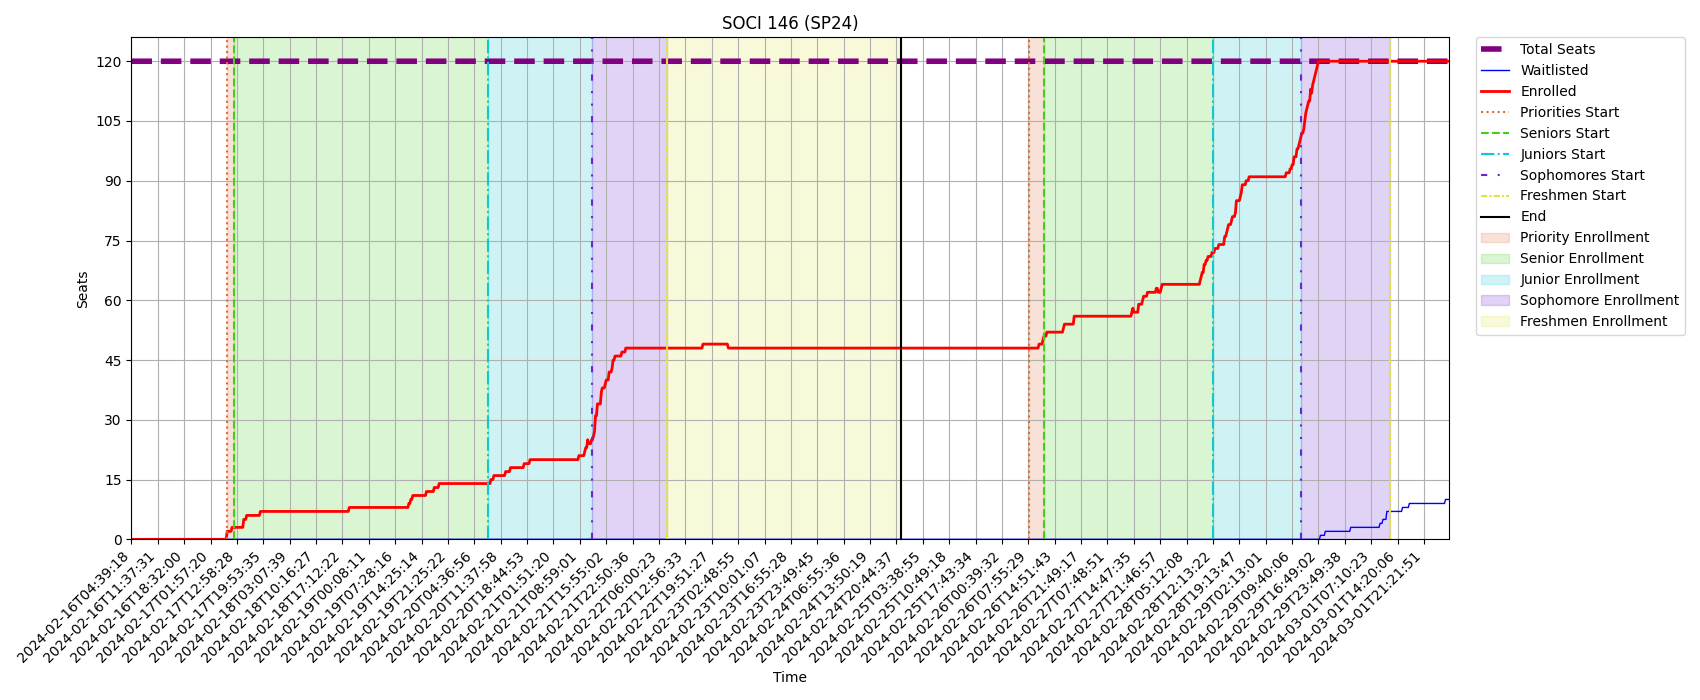 SOCI 146 (SP24)
Seats
120
105
90
75
60
45
30
15
0
2024-02-16T04:39:18
2024-02-16T11:37:31
2024-02-16T18:32:00
2024-02-17T01:57:20
2024-02-17T12:58:28
2024-02-17T19:53:35
2024-02-18T03:07:39
2024-02-18T10:16:27
2024-02-18T17:12:22
2024-02-19T00:08:11
2024-02-19T07:28:16
2024-02-19T14:25:14
2024-02-19T21:25:22
2024-02-20T04:36:56
2024-02-20T11:37:58
2024-02-20T18:44:53
2024-02-21T01:51:20
2024-02-21T08:59:01
2024-02-21T15:55:02
2024-02-21T22:50:36
2024-02-22T06:00:23
2024-02-22T12:56:33
2024-02-22T19:51:27
2024-02-23T02:48:55
2024-02-23T10:01:07
2024-02-23T16:55:28
2024-02-23T23:49:45
2024-02-24T06:55:36
2024-02-24T13:50:19
2024-02-24T20:44:37
2024-02-25T03:38:55
2024-02-25T10:49:18
2024-02-25T17:43:34
2024-02-26T00:39:32
2024-02-26T07:55:29
2024-02-26T14:51:43
2024-02-26T21:49:17
2024-02-27T07:48:51
2024-02-27T14:47:35
2024-02-27T21:46:57
2024-02-28T05:12:08
2024-02-28T12:13:22
2024-02-28T19:13:47
2024-02-29T02:13:01
2024-02-29T09:40:06
2024-02-29T16:49:02
2024-02-29T23:49:38
2024-03-01T07:10:23
2024-03-01T14:20:06
2024-03-01T21:21:51
Time
Total Seats
Waitlisted
Enrolled
Priorities Start
Seniors Start
Juniors Start
Sophomores Start
Freshmen Start
End
Priority Enrollment
Senior Enrollment
Junior Enrollment
Sophomore Enrollment
Freshmen Enrollment